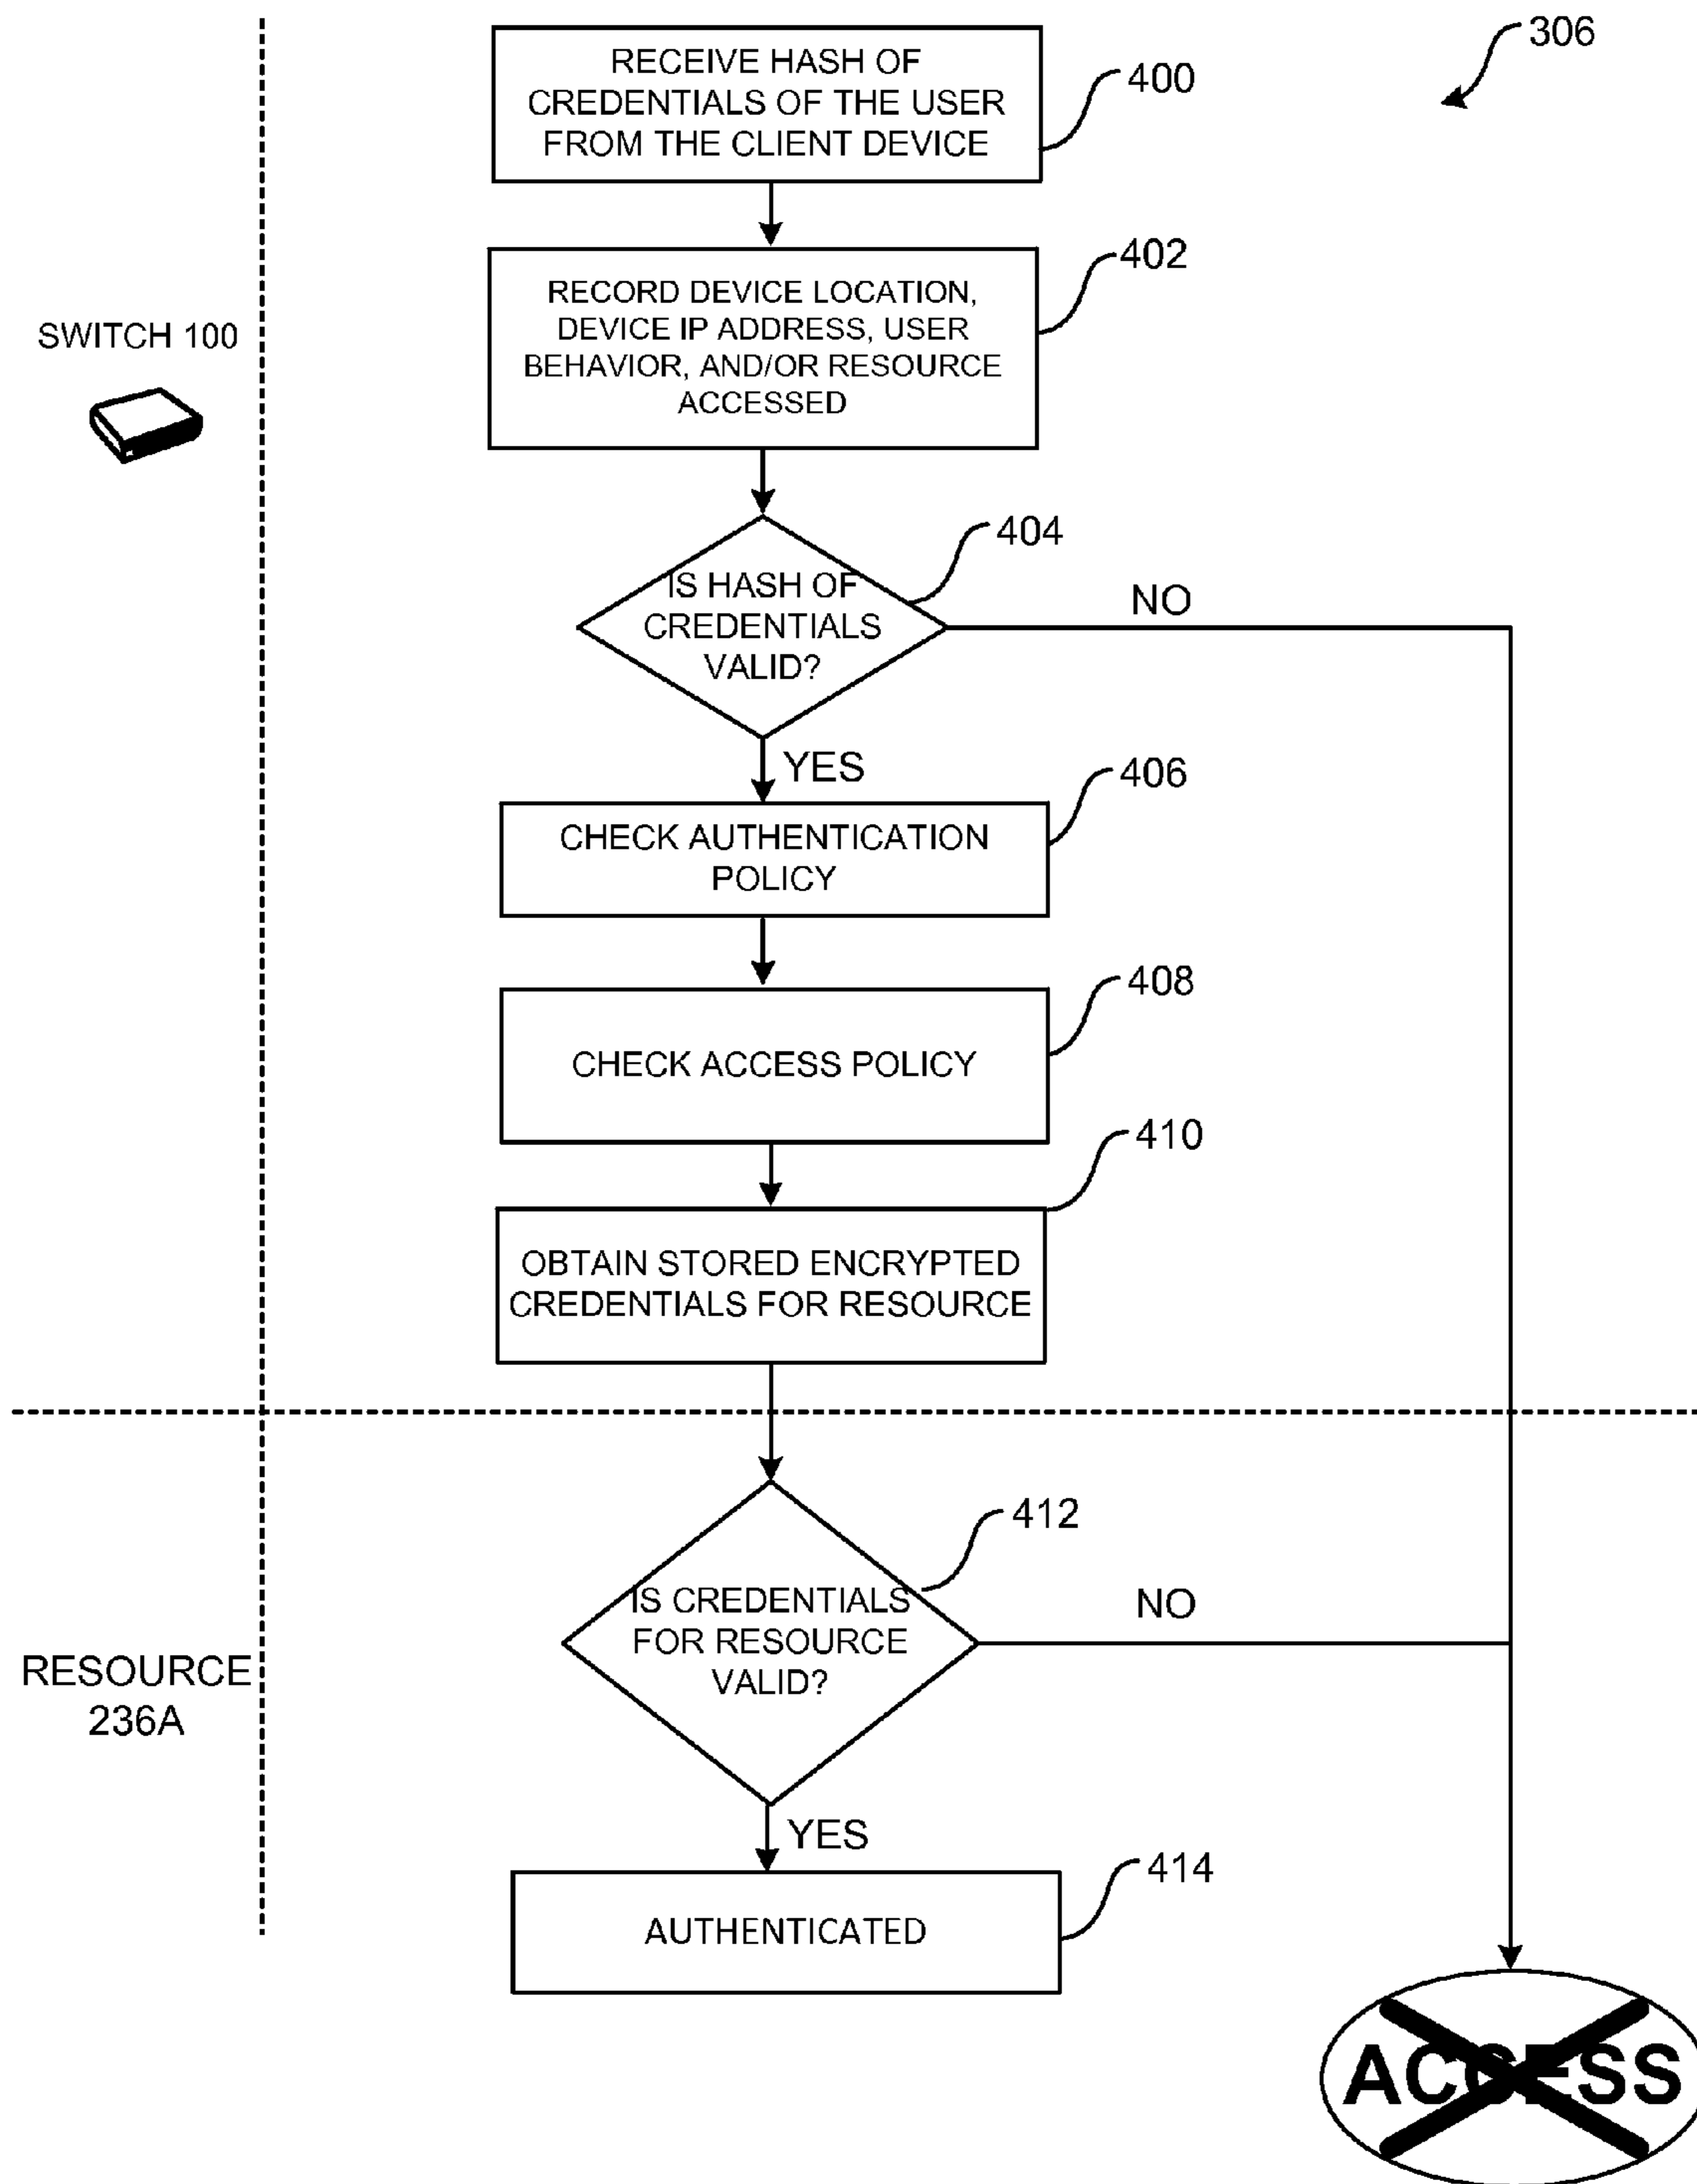 306
RECEIVE HASH OF
CREDENTIALS OF THE USER
FROM THE CLIENT DEVICE
400
402
RECORD DEVICE LOCATION,
DEVICE IP ADDRESS, USER
BEHAVIOR, AND/OR RESOURCE
ACCESSED
SWITCH 100
404
IS HASH OF
CREDENTIALS
VALID?
NO
YES
406
CHECK AUTHENTICATION
POLICY
408
CHECK ACCESS POLICY
410
OBTAIN STORED ENCRYPTED
CREDENTIALS FOR RESOURCE
412
IS CREDENTIALS
FOR RESOURCE
VALID?
NO
RESOURCE
236A
YES
414
AUTHENTICATED
ACCESS